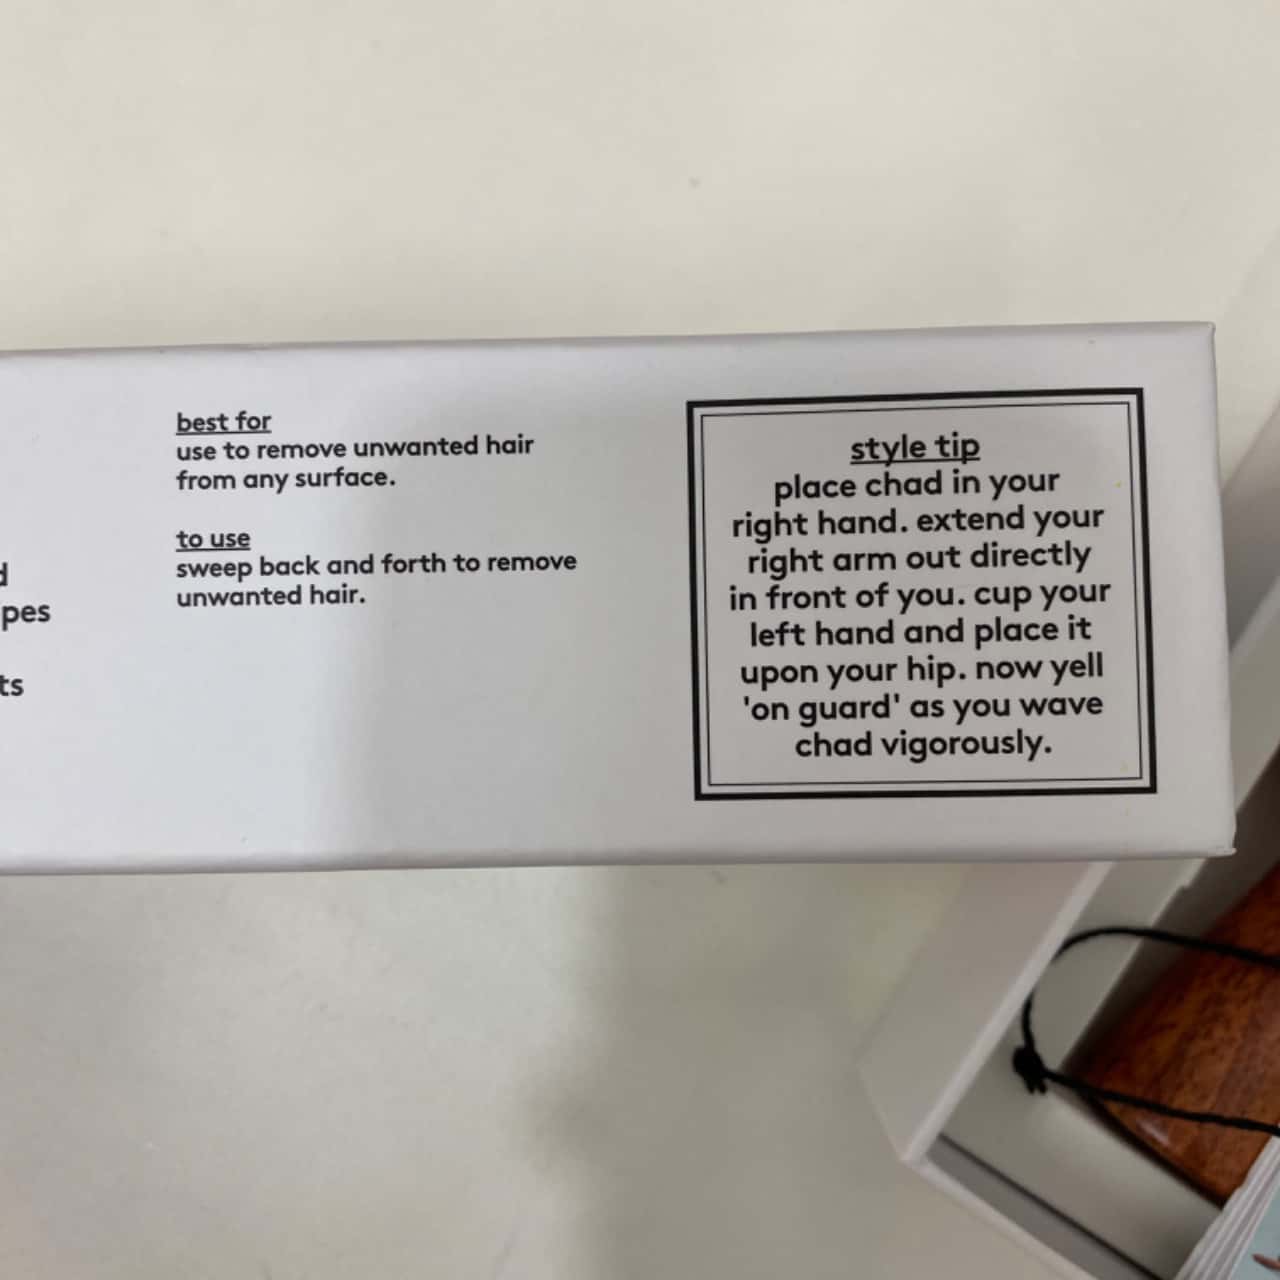 best for
use to remove unwanted hair
from any surface.
to use
sweep back and forth to remove
unwanted hair.
style tip
place chad in your
right hand. extend your
right arm out directly
in front of you. cup your
left hand and place it
upon your hip. now yell
'on guard' as you wave
chad vigorously.